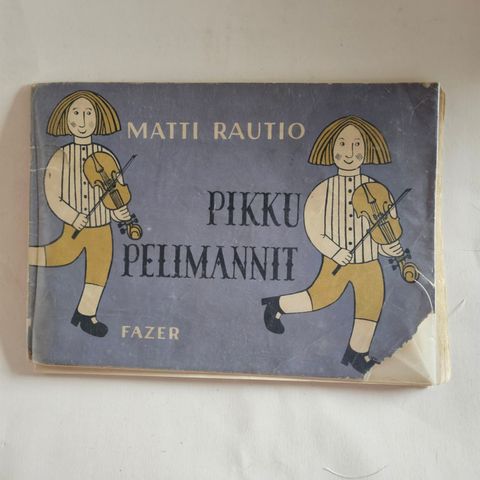 MATTI RAUTIO
PIKKU
PELIMANNIT
FAZER